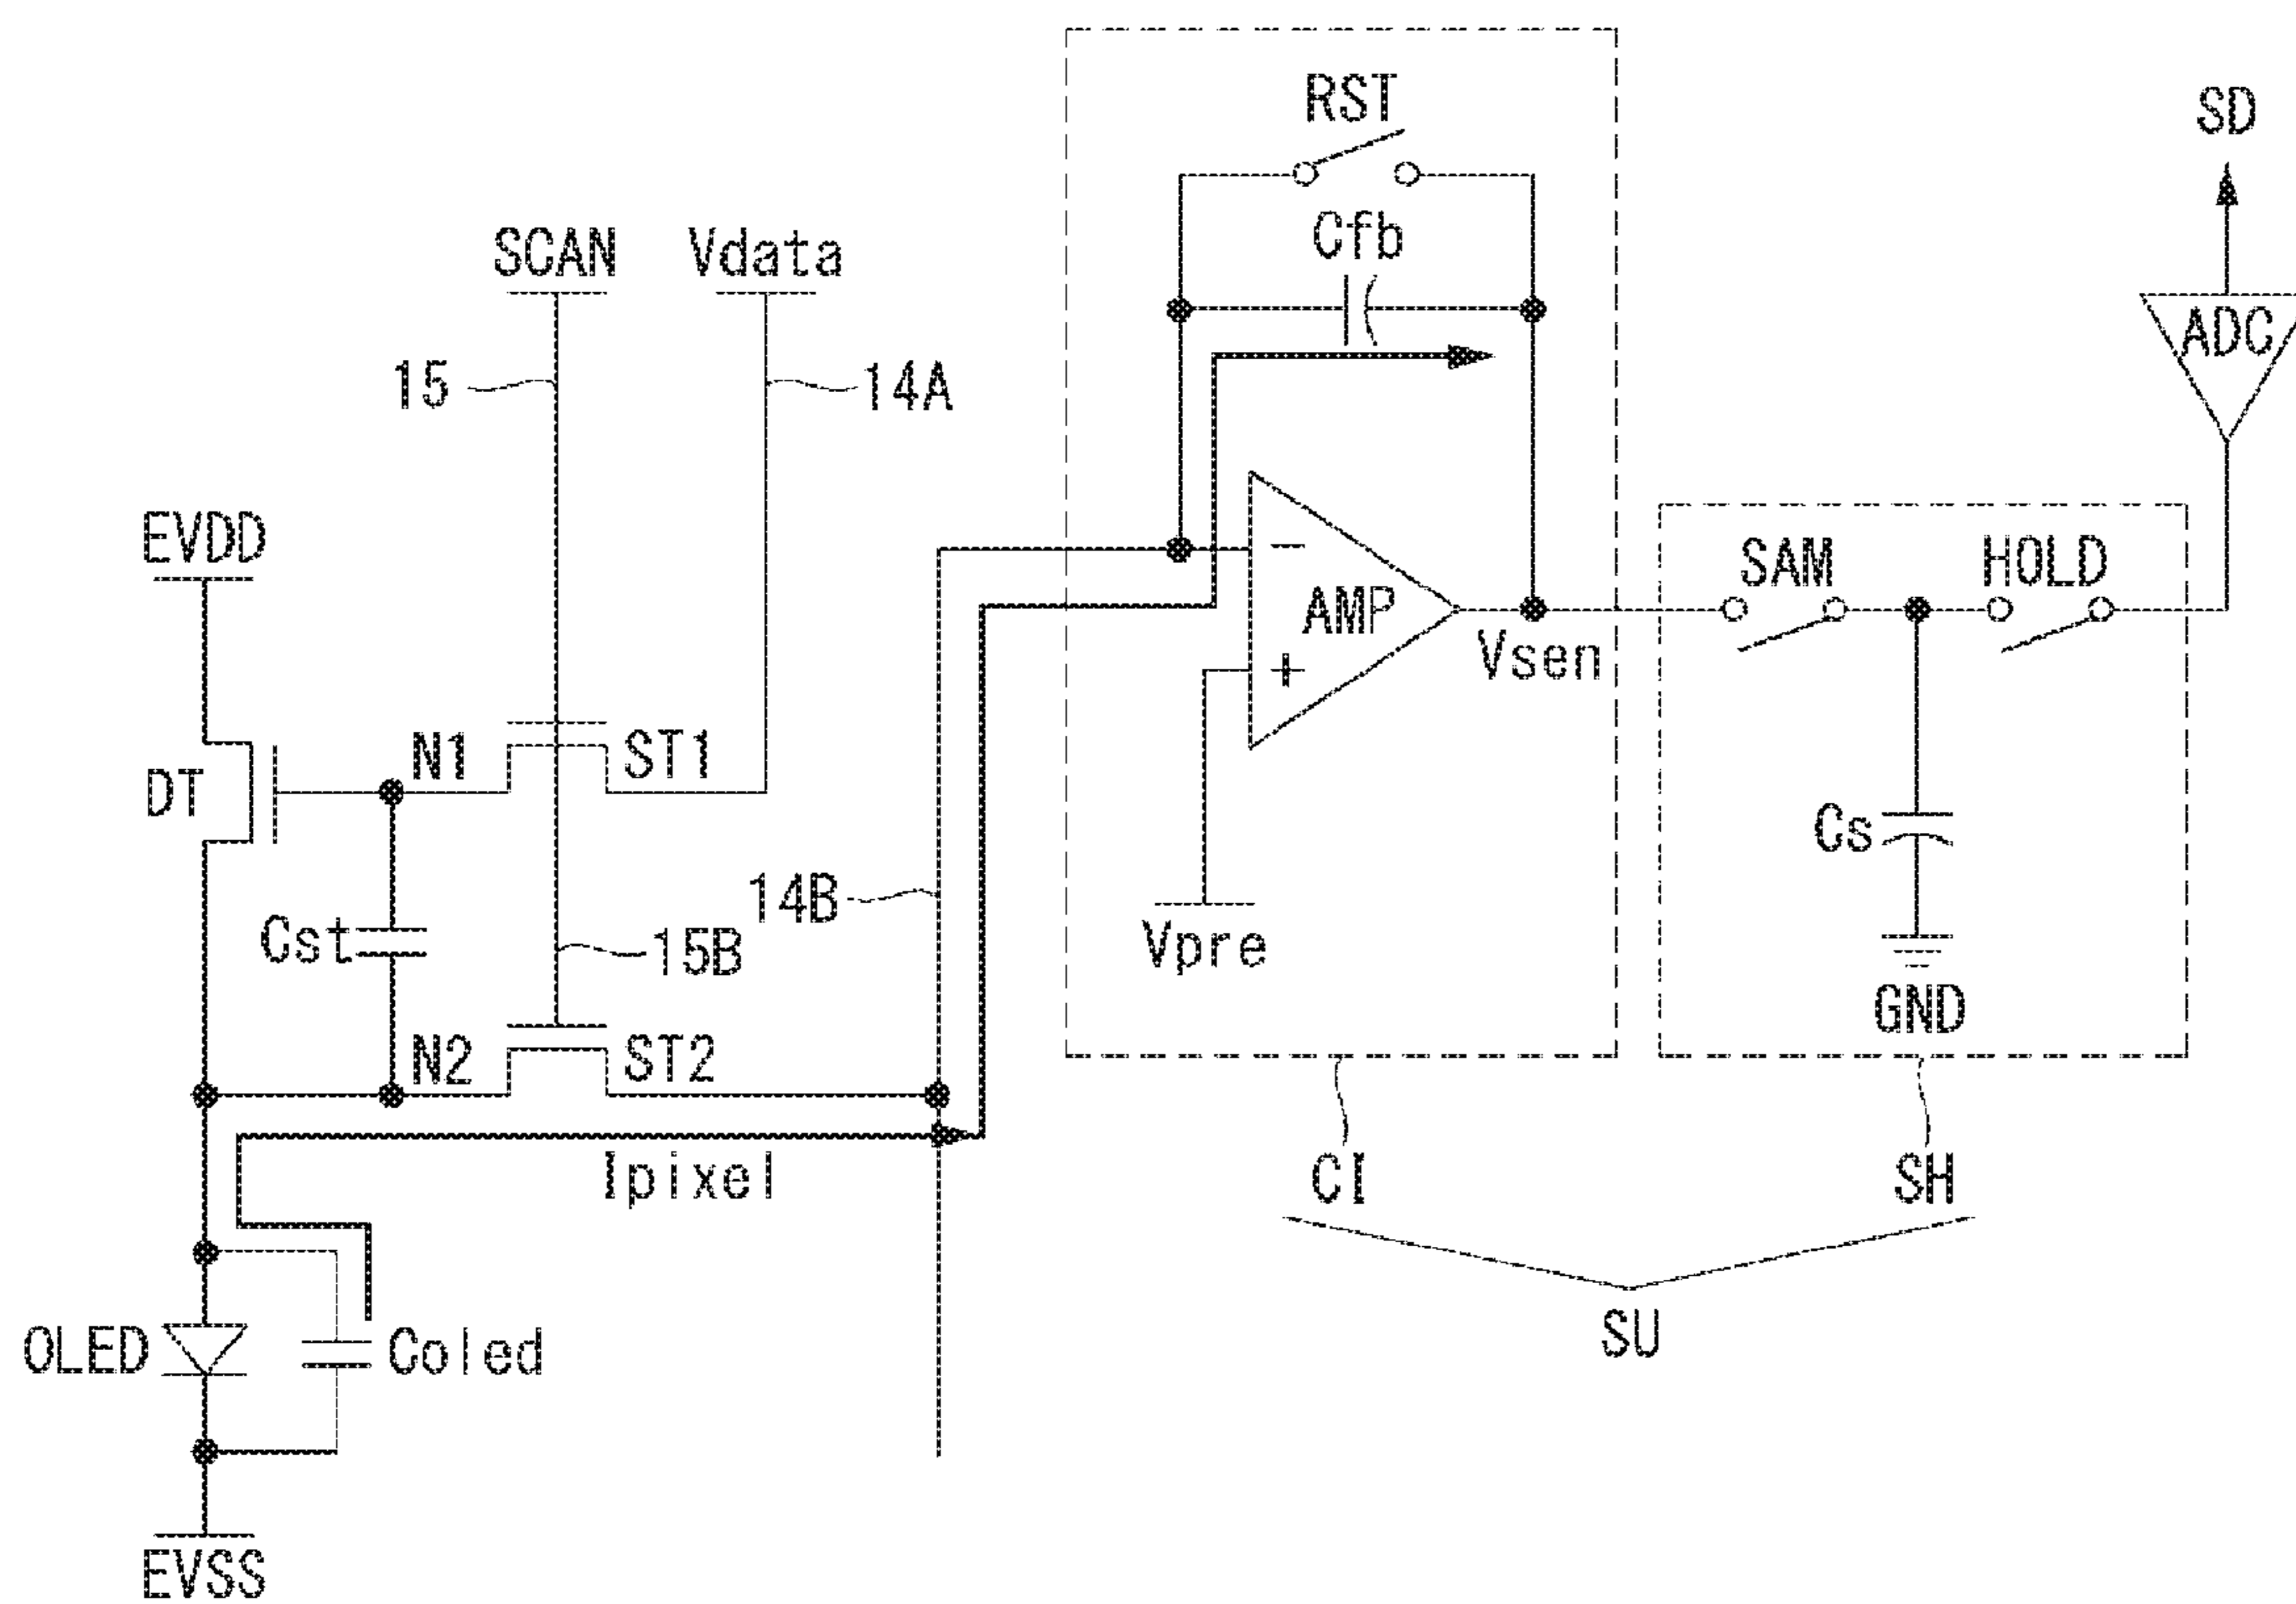 RST
SD
Cfb
SCAN
Vdata
ADC
15
14A
EVDD
SAM
HOLD
−
AMP
+
Vsen
N1
ST1
DT
Cs
14B
Cst
15B
Vpre
GND
N2
ST2
Ipixel
CI
SH
SU
OLED
Coled
EVSS